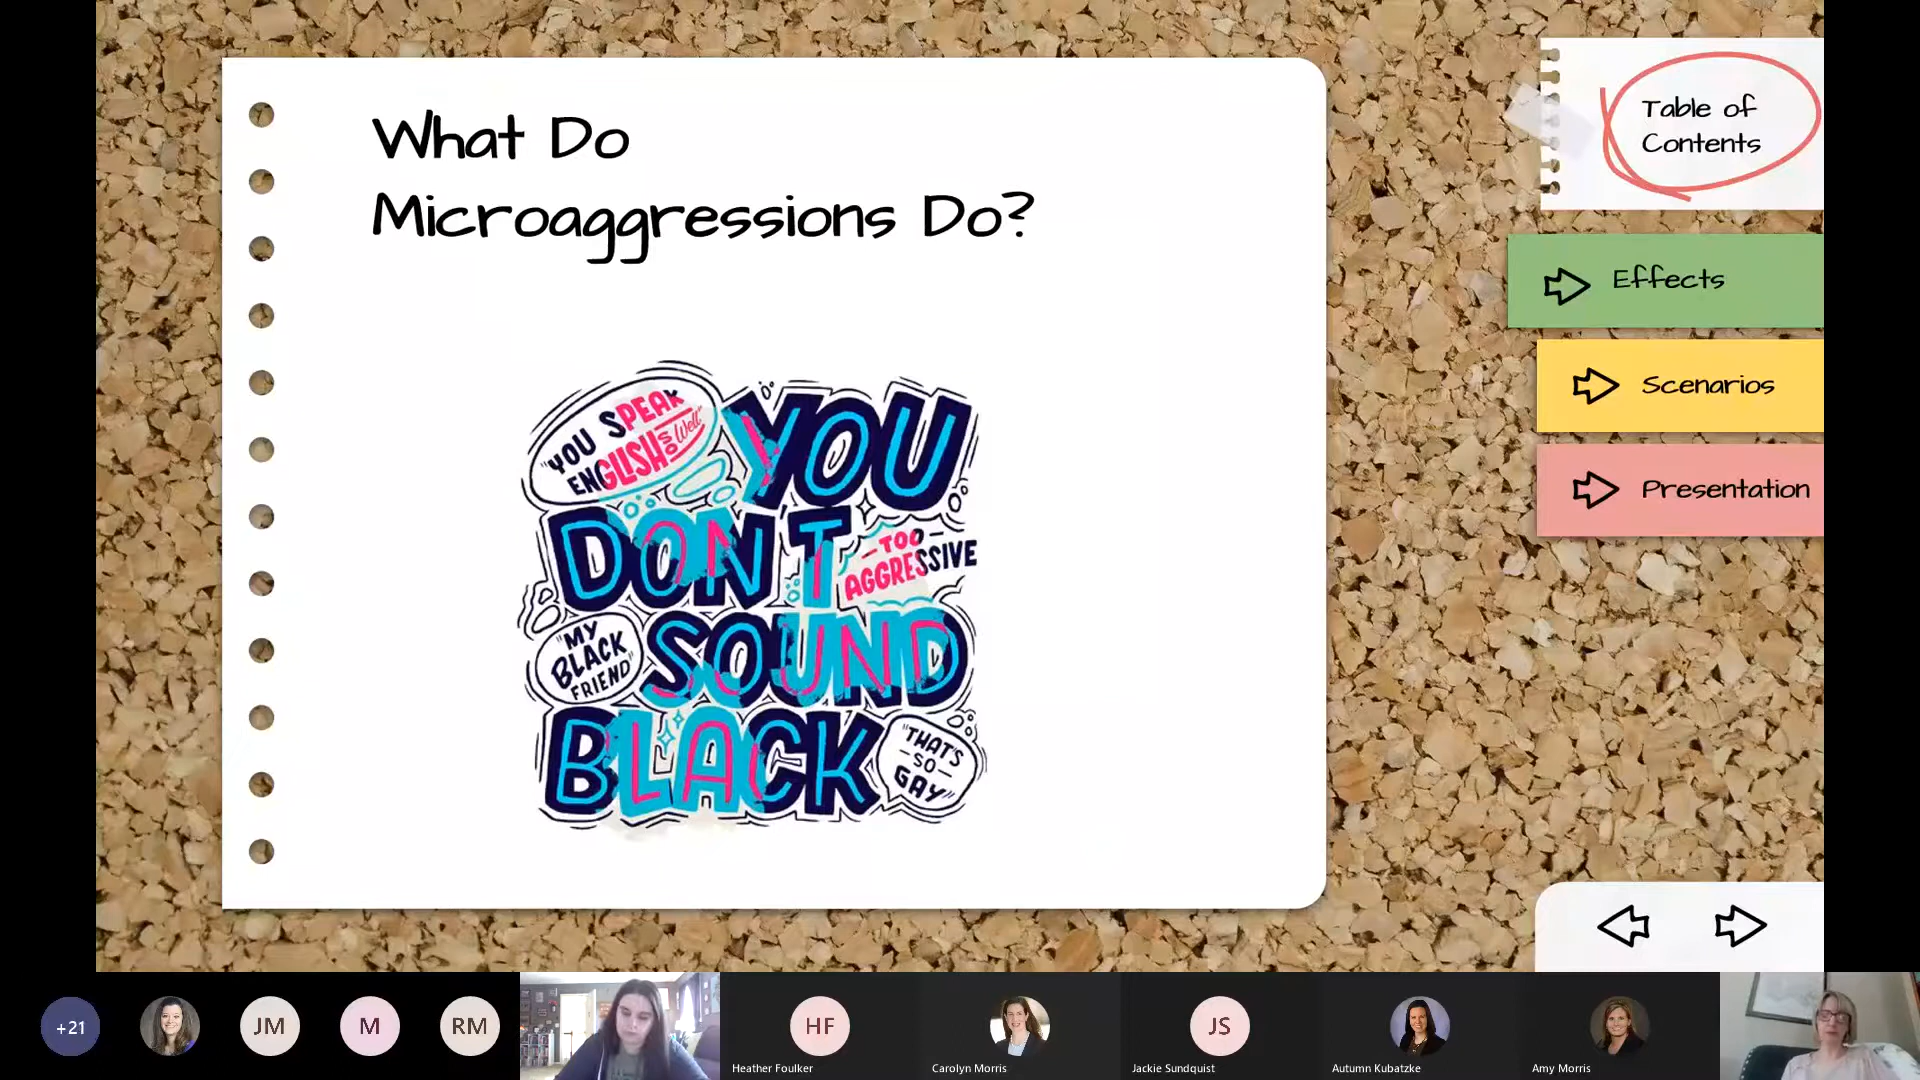 What Do
Microaggressions Do?
"YOU SPEAK
ENGLISH SO Well"
YOU
DON'T
TOO
AGGRESSIVE
"MY
BLACK
FRIEND"
SOUND
BLACK
"THAT'S
SO
GAY"
Table of
Contents
Effects
Scenarios
Presentation
+21
JM
M
RM
HF
Heather Foulker
Carolyn Morris
JS
Jackie Sundquist
Autumn Kubatzke
Amy Morris